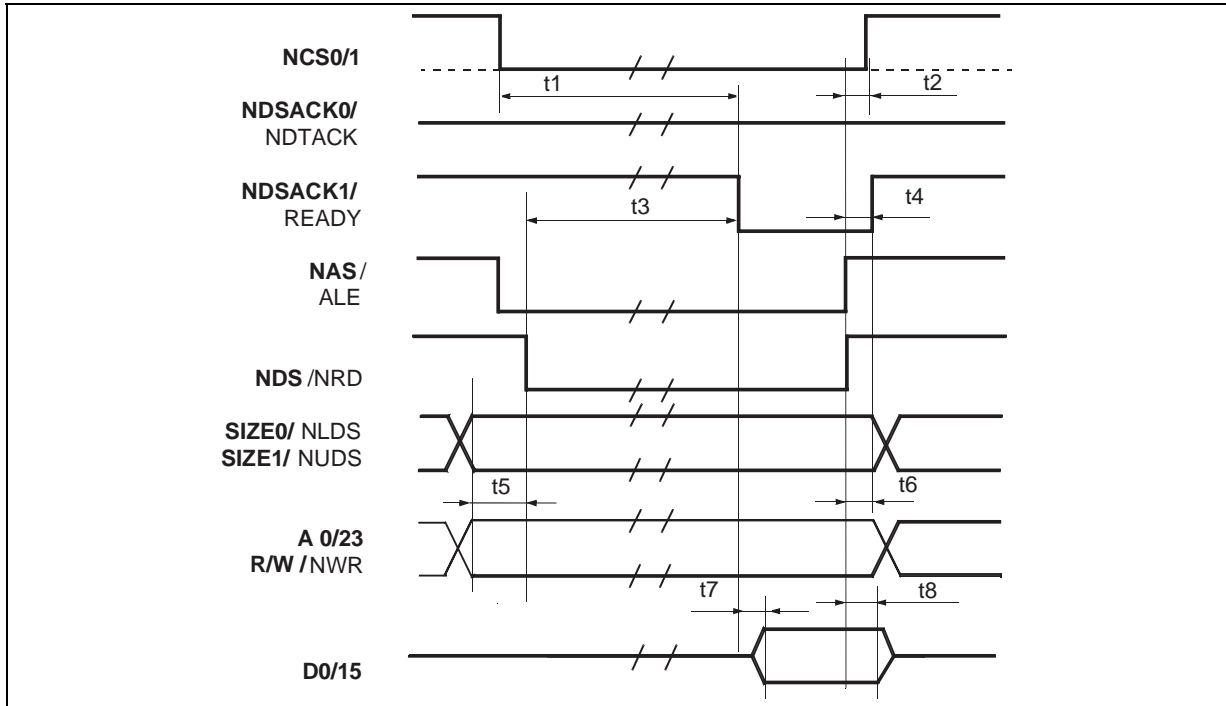 NCS0/1
t1
t2
NDSACK0/
NDTACK
NDSACK1/
READY
t3
t4
NAS/
ALE
NDS /NRD
SIZE0/ NLDS
SIZE1/ NUDS
t5
t6
A 0/23
R/W /NWR
t7
t8
D0/15